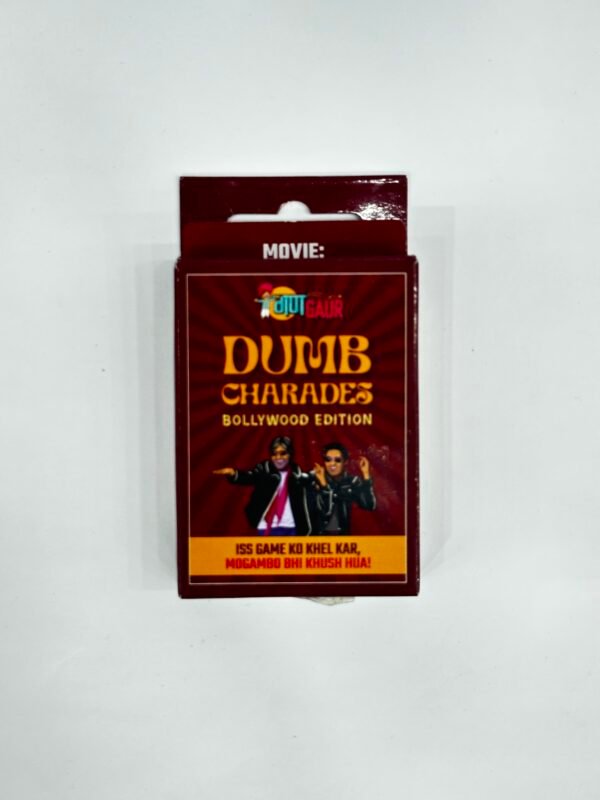 MOVIE:
GAUR
DUMB
CHARADES
BOLLYWOOD EDITION
ISS GAME KO KHEL KAR,
MOGAMBO BHI KHUSH HUA!